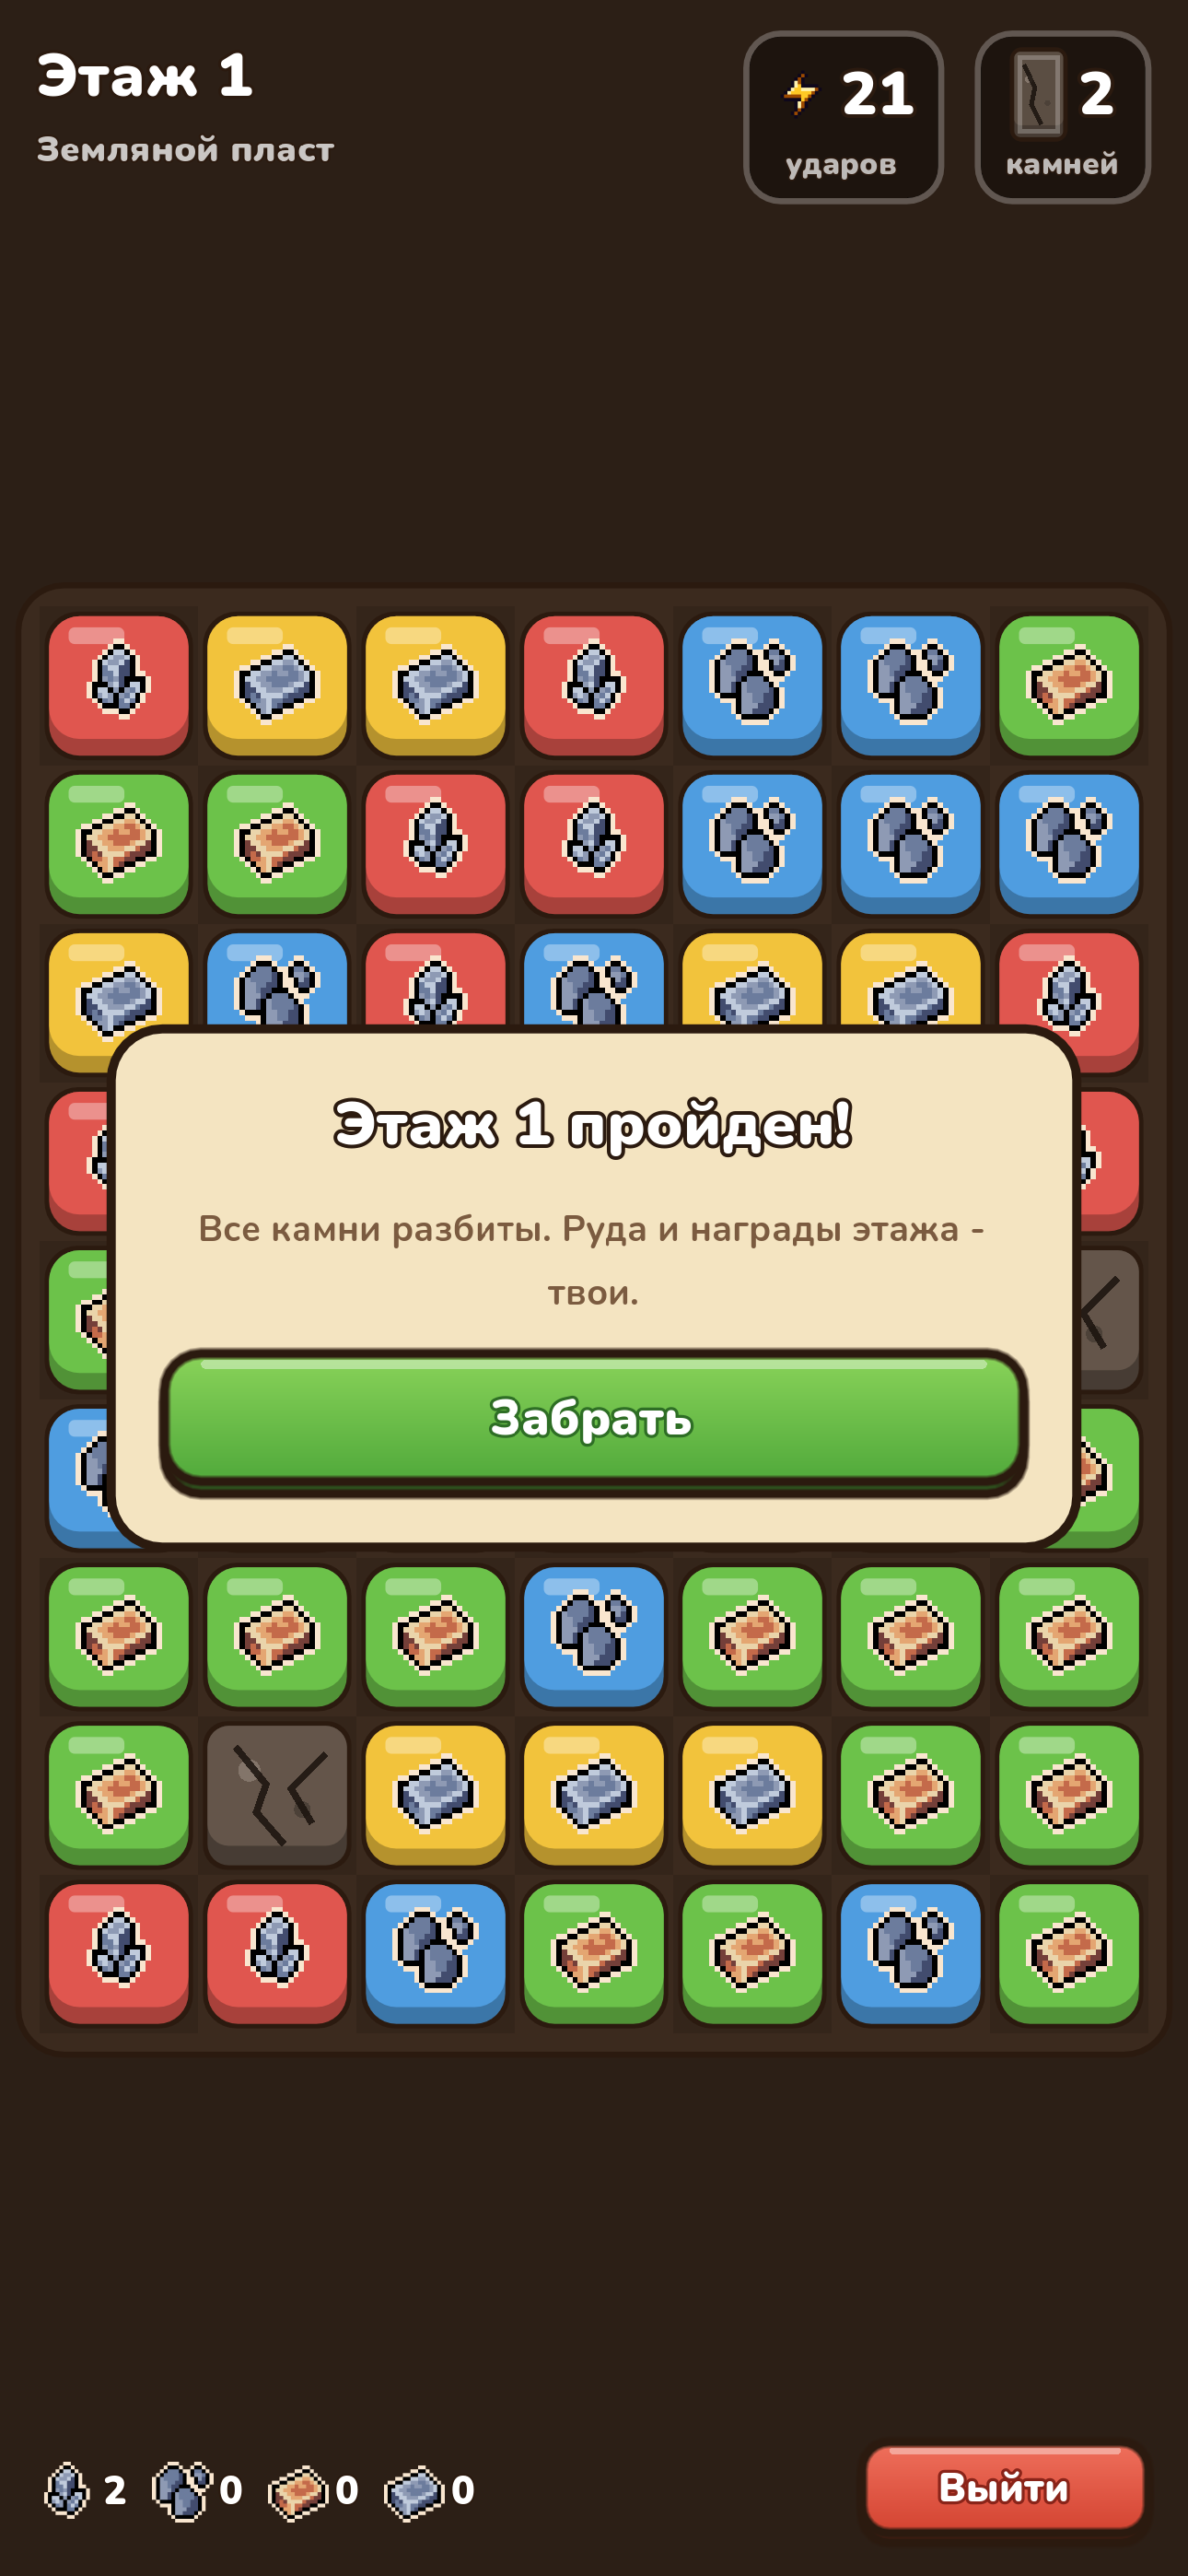 Этаж 1
Земляной пласт
21
ударов
2
камней
Этаж 1 пройден!
Все камни разбиты. Руда и награды этажа -
твои.
Забрать
2 0 0 0
Выйти